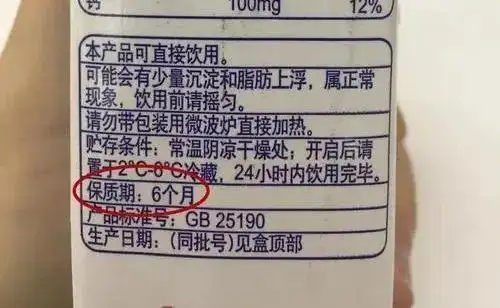 钙 100mg 12%
本产品可直接饮用。
可能会有少量沉淀和脂肪上浮，属正常
现象，饮用前请摇匀。
请勿带包装用微波炉直接加热。
贮存条件：常温阴凉干燥处；开启后请
置于2℃-6℃冷藏，24小时内饮用完毕。
保质期：6个月
产品标准号：GB 25190
生产日期：(同批号)见盒顶部